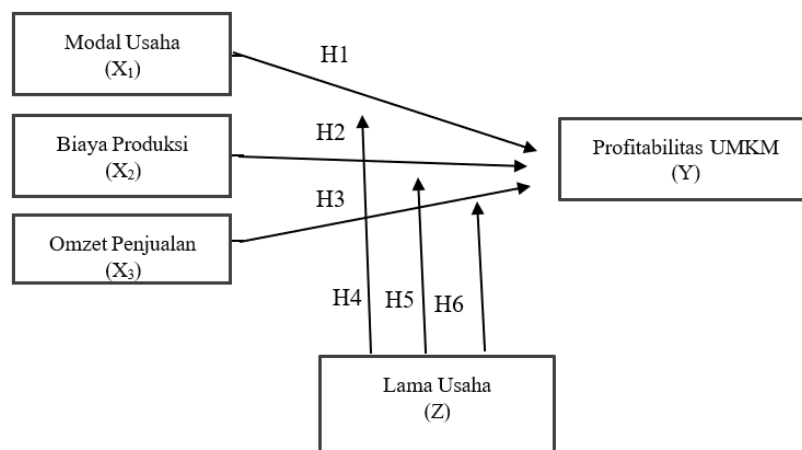 Modal Usaha
(X₁)
H1
Biaya Produksi
(X₂)
H2
Profitabilitas UMKM
(Y)
Omzet Penjualan
(X₃)
H3
H4
H5
H6
Lama Usaha
(Z)